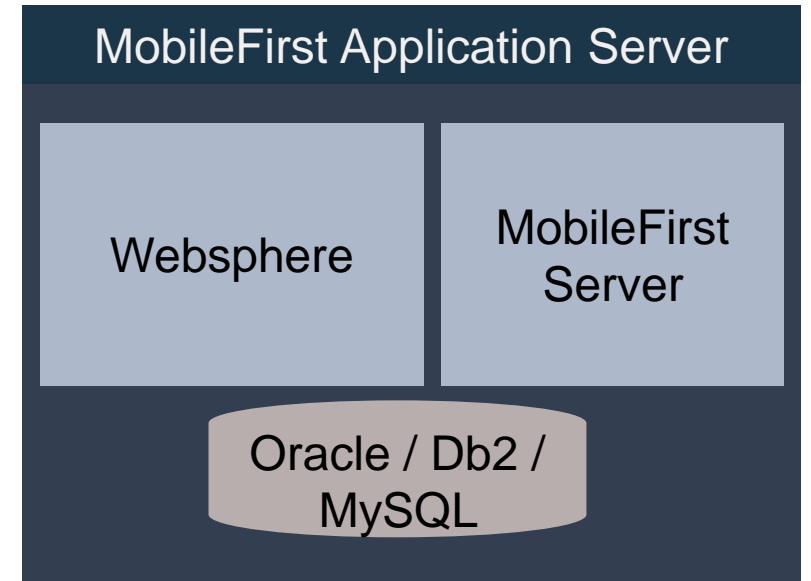 MobileFirst Application Server
Websphere
MobileFirst
Server
Oracle / Db2 /
MySQL